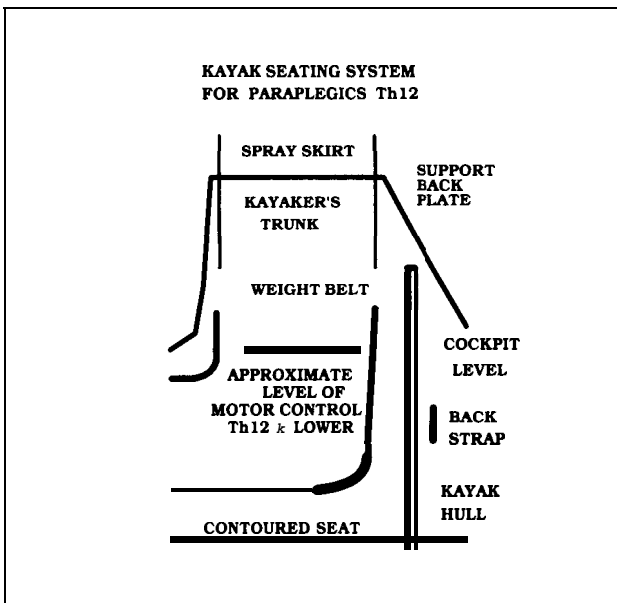 KAYAK SEATING SYSTEM
FOR PARAPLEGICS Th12
SPRAY SKIRT
SUPPORT
BACK
PLATE
KAYAKER'S
TRUNK
WEIGHT BELT
COCKPIT
LEVEL
APPROXIMATE
LEVEL OF
MOTOR CONTROL
Th12 k LOWER
BACK
STRAP
KAYAK
HULL
CONTOURED SEAT